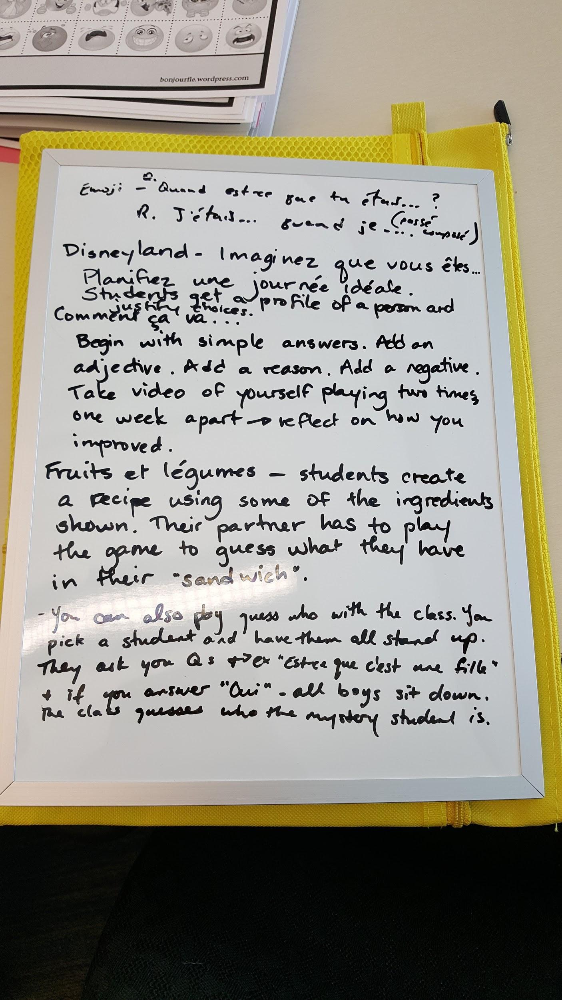 bonjourfle.wordpress.com
Émoji - Q. Quand est-ce que tu étais... ?
R. J'étais... quand je .... (passé
composé)
Disneyland - Imaginez que vous êtes...
Planifiez une journée idéale.
Students get a profile of a person and
justify choices.
Comment ça va...
Begin with simple answers. Add an
adjective. Add a reason. Add a negative.
Take video of yourself playing two times,
one week apart → reflect on how you
improved.
Fruits et légumes - students create
a recipe using some of the ingredients
shown. Their partner has to play
the game to guess what they have
in their "sandwich".
- You can also play guess who with the class. You
pick a student and have them all stand up.
They ask you Qs → ex "Est-ce que c'est une fille"
+ if you answer "Oui" - all boys sit down.
The class guesses who the mystery student is.